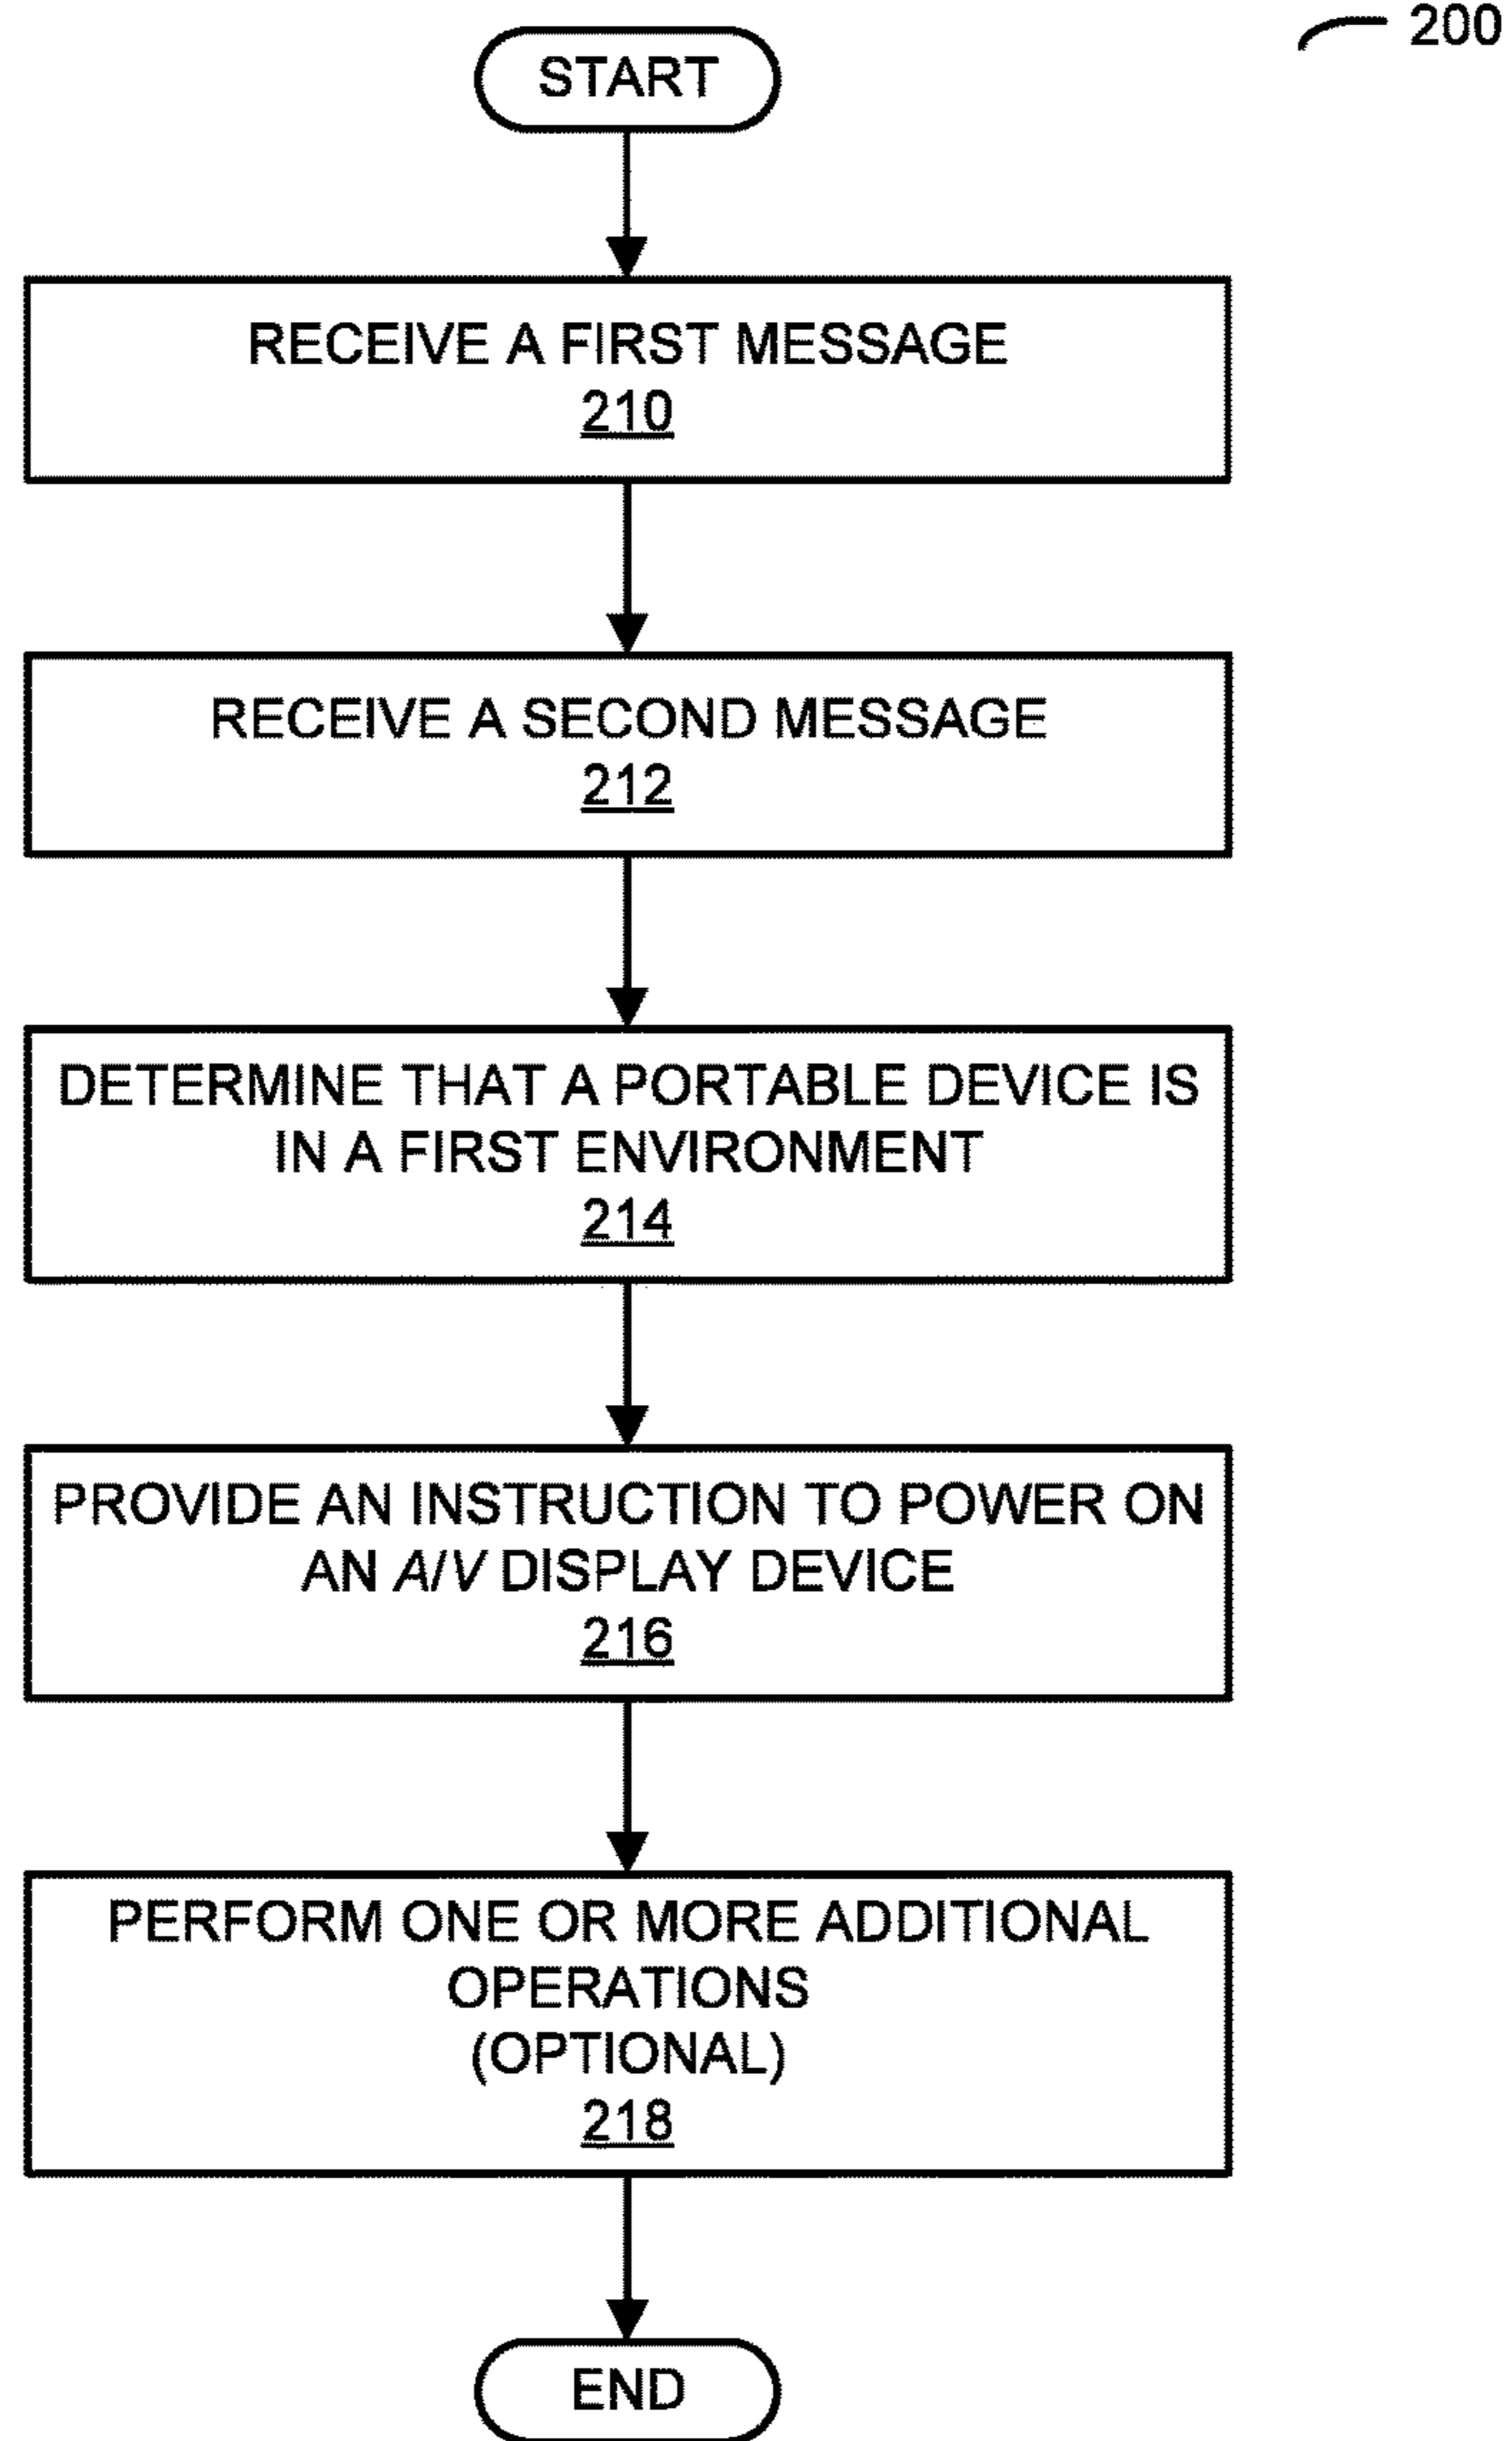 200
START
RECEIVE A FIRST MESSAGE
210
RECEIVE A SECOND MESSAGE
212
DETERMINE THAT A PORTABLE DEVICE IS
IN A FIRST ENVIRONMENT
214
PROVIDE AN INSTRUCTION TO POWER ON
AN A/V DISPLAY DEVICE
216
PERFORM ONE OR MORE ADDITIONAL
OPERATIONS
(OPTIONAL)
218
END